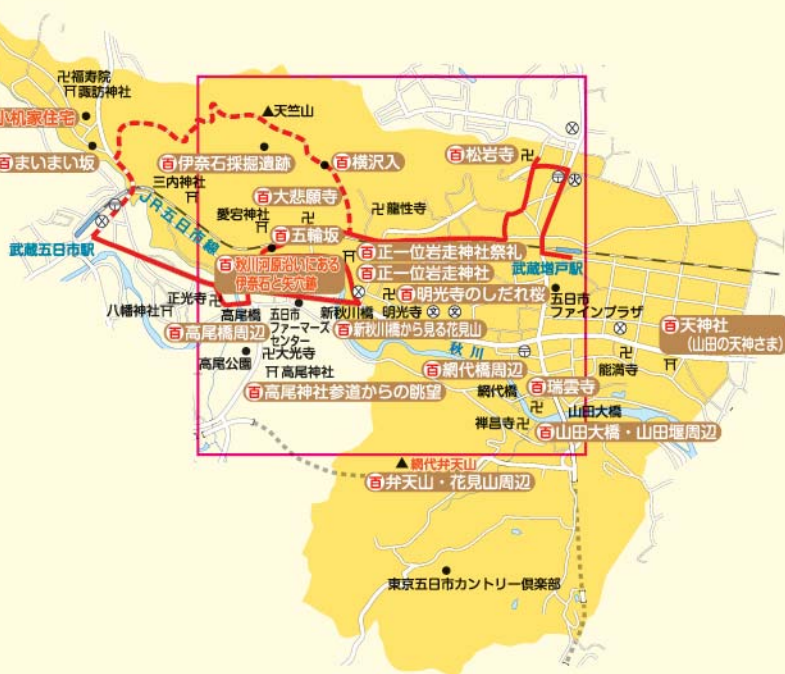 卍福寿院
⛩諏訪神社
小机家住宅
百まいまい坂
▲天竺山
百伊奈石採掘遺跡
百横沢入
百松岩寺卍
三内神社
百大悲願寺
卍龍性寺
愛宕神社
百五輪坂
JR五日市線
武蔵五日市駅
百正一位岩走神社祭礼
百正一位岩走神社
武蔵増戸駅
百秋川河原沿いにある
伊奈石と矢穴跡
正光寺卍
八幡神社
高尾橋
五日市
ファーマーズ
センター
新秋川橋
明光寺
百明光寺のしだれ桜
五日市
ファインプラザ
百高尾橋周辺
百新秋川橋から見る花見山
百天神社
(山田の天神さま)
高尾公園
卍大光寺
高尾神社
秋川
百網代橋周辺
能満寺
百高尾神社参道からの眺望
網代橋
百瑞雲寺
山田大橋
禅昌寺卍
百山田大橋・山田堰周辺
▲網代弁天山
百弁天山・花見山周辺
東京五日市カントリー倶楽部